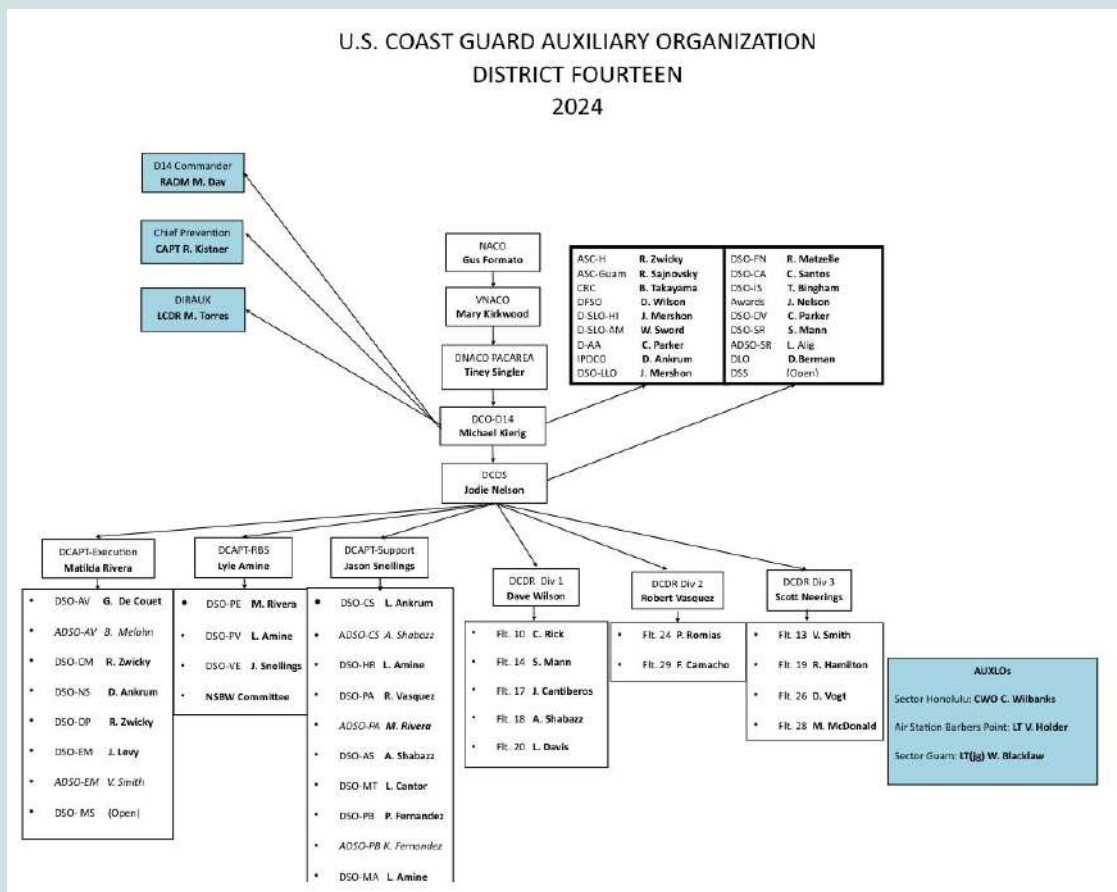 U.S. COAST GUARD AUXILIARY ORGANIZATION
DISTRICT FOURTEEN
2024
D14 Commander
RADM M. Day
Chief Prevention
CAPT R. Kistner
DIRAUX
LCDR M. Torres
NACO
Gus Formato
VNACO
Mary Kirkwood
DNACO PACAREA
Tiney Singler
DCO-D14
Michael Kierig
DCOS
Jodie Nelson
ASC-H R. Zwicky
ASC-Guam R. Sajnovsky
CRC B. Takayama
DFSO D. Wilson
D-SLO-HI J. Mershon
D-SLO-AM W. Sword
D-AA C. Parker
IPDCO D. Ankrum
DSO-LLO J. Mershon
DSO-FN R. Matzelle
DSO-CA C. Santos
DSO-IS T. Bingham
Awards J. Nelson
DSO-DV C. Parker
DSO-SR S. Mann
ADSO-SR L. Alig
DLO D.Berman
DSS (Open)
DCAPT-Execution
Matilda Rivera
• DSO-AV G. De Couet
• ADSO-AV B. Melohn
• DSO-CM R. Zwicky
• DSO-NS D. Ankrum
• DSO-OP R. Zwicky
• DSO-EM J. Levy
• ADSO-EM V. Smith
• DSO- MS (Open)
DCAPT-RBS
Lyle Amine
• DSO-PE M. Rivera
• DSO-PV L. Amine
• DSO-VE J. Snellings
• NSBW Committee
DCAPT-Support
Jason Snellings
• DSO-CS L. Ankrum
• ADSO-CS A. Shabazz
• DSO-HR L. Amine
• DSO-PA R. Vasquez
• ADSO-PA M. Rivera
• DSO-AS A. Shabazz
• DSO-MT L. Cantor
• DSO-PB P. Fernandez
• ADSO-PB K. Fernandez
• DSO-MA L. Amine
DCDR Div 1
Dave Wilson
• Flt. 10 C. Rick
• Flt. 14 S. Mann
• Flt. 17 J. Cantiberos
• Flt. 18 A. Shabazz
• Flt. 20 L. Davis
DCDR Div 2
Robert Vasquez
• Flt. 24 P. Romias
• Flt. 29 F. Camacho
DCDR Div 3
Scott Neerings
• Flt. 13 V. Smith
• Flt. 19 R. Hamilton
• Flt. 26 D. Vogt
• Flt. 28 M. McDonald
AUXLOs
Sector Honolulu: CWO C. Wilbanks
Air Station Barbers Point: LT V. Holder
Sector Guam: LT(jg) W. Blacklaw